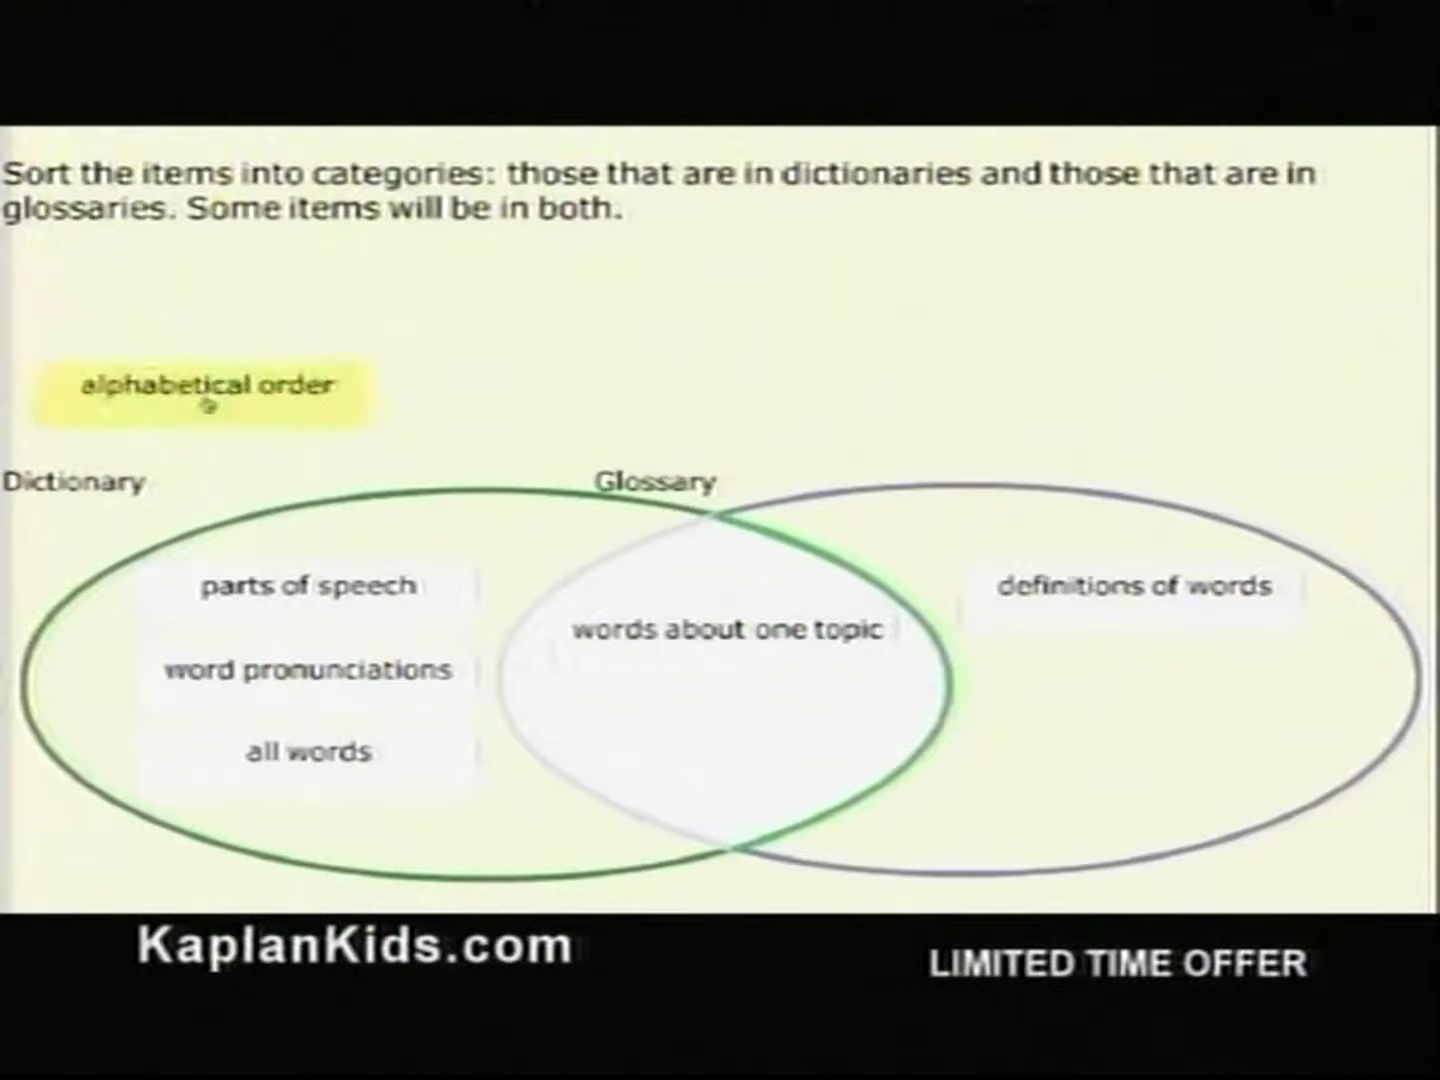 Sort the items into categories: those that are in dictionaries and those that are in
glossaries. Some items will be in both.
alphabetical order
Dictionary
Glossary
parts of speech
definitions of words
words about one topic
word pronunciations
all words
KaplanKids.com
LIMITED TIME OFFER